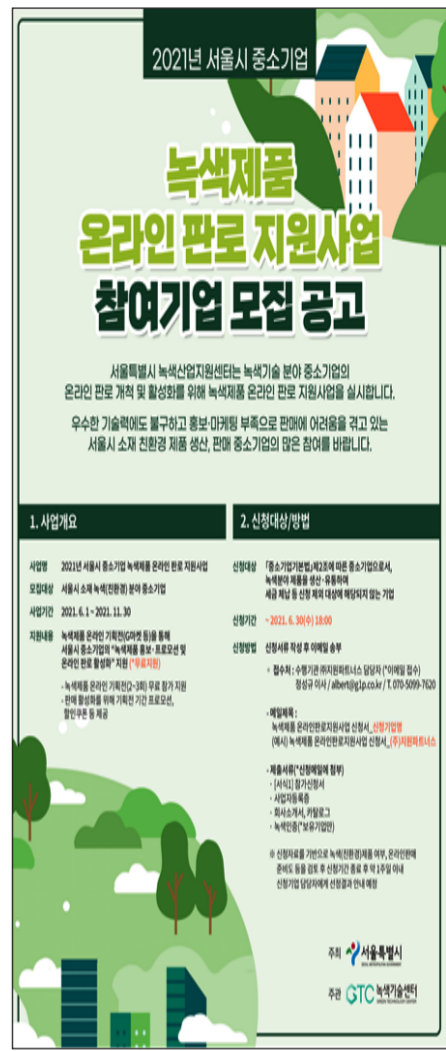 2021년 서울시 중소기업
녹색제품
온라인 판로 지원사업
참여기업 모집 공고
서울특별시 녹색산업지원센터는 녹색기술 분야 중소기업의
온라인 판로 개척 및 활성화를 위해 녹색제품 온라인 판로 지원사업을 실시합니다.
우수한 기술력에도 불구하고 홍보·마케팅 부족으로 판매에 어려움을 겪고 있는
서울시 소재 친환경 제품 생산, 판매 중소기업의 많은 참여를 바랍니다.
1. 사업개요
사업명 2021년 서울시 중소기업 녹색제품 온라인 판로 지원사업
모집대상 서울시 소재 녹색(친환경) 분야 중소기업
사업기간 2021. 6. 1 ~ 2021. 11. 30
지원내용 녹색제품 온라인 기획전(G마켓 등)을 통해
서울시 중소기업의 "녹색제품 홍보·프로모션 및
온라인 판로 활성화" 지원 (*무료지원)
- 녹색제품 온라인 기획전(2~3회) 무료 참가 지원
- 판매 활성화를 위해 기획전 기간 프로모션,
할인쿠폰 등 제공
2. 신청대상/방법
신청대상 「중소기업기본법」제2조에 따른 중소기업으로서,
녹색분야 제품을 생산·유통하며
세금 체납 등 신청 제외 대상에 해당되지 않는 기업
신청기간 ~ 2021. 6. 30(수) 18:00
신청방법 신청서류 작성 후 이메일 송부
◦ 접수처 : 수행기관 ㈜지원파트너스 담당자 (*이메일 접수)
정성규 이사 / albert@g1p.co.kr / T. 070-5099-7620
- 메일제목 :
녹색제품 온라인판로지원사업 신청서_신청기업명
(예시) 녹색제품 온라인판로지원사업 신청서_(주)지원파트너스
- 제출서류(*신청메일에 첨부)
- [서식1] 참가신청서
- 사업자등록증
- 회사소개서, 카탈로그
- 녹색인증(*보유기업만)
※ 신청자료를 기반으로 녹색(친환경)제품 여부, 온라인판매
준비도 등을 검토 후 신청기간 종료 후 약 1주일 이내
신청기업 담당자에게 선정결과 안내 예정
주최 서울특별시
SEOUL METROPOLITAN GOVERNMENT
주관 GTC 녹색기술센터
GREEN TECHNOLOGY CENTER